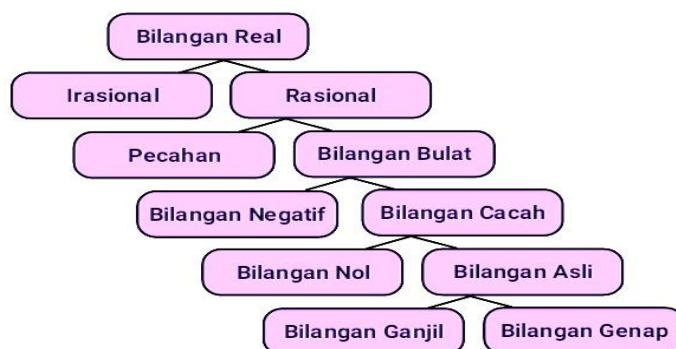 Bilangan Real
Irasional
Rasional
Pecahan
Bilangan Bulat
Bilangan Negatif
Bilangan Cacah
Bilangan Nol
Bilangan Asli
Bilangan Ganjil
Bilangan Genap